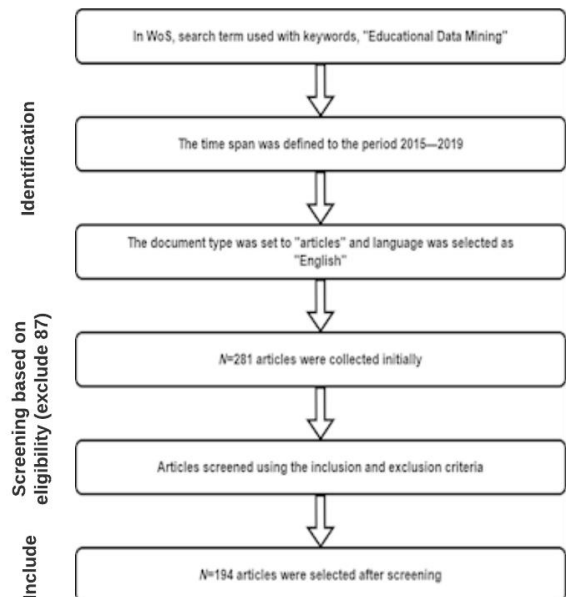 In WoS, search term used with keywords, "Educational Data Mining"
Identification
The time span was defined to the period 2015—2019
The document type was set to "articles" and language was selected as
"English"
Screening based on
eligibility (exclude 87)
N=281 articles were collected initially
Articles screened using the inclusion and exclusion criteria
Include
N=194 articles were selected after screening